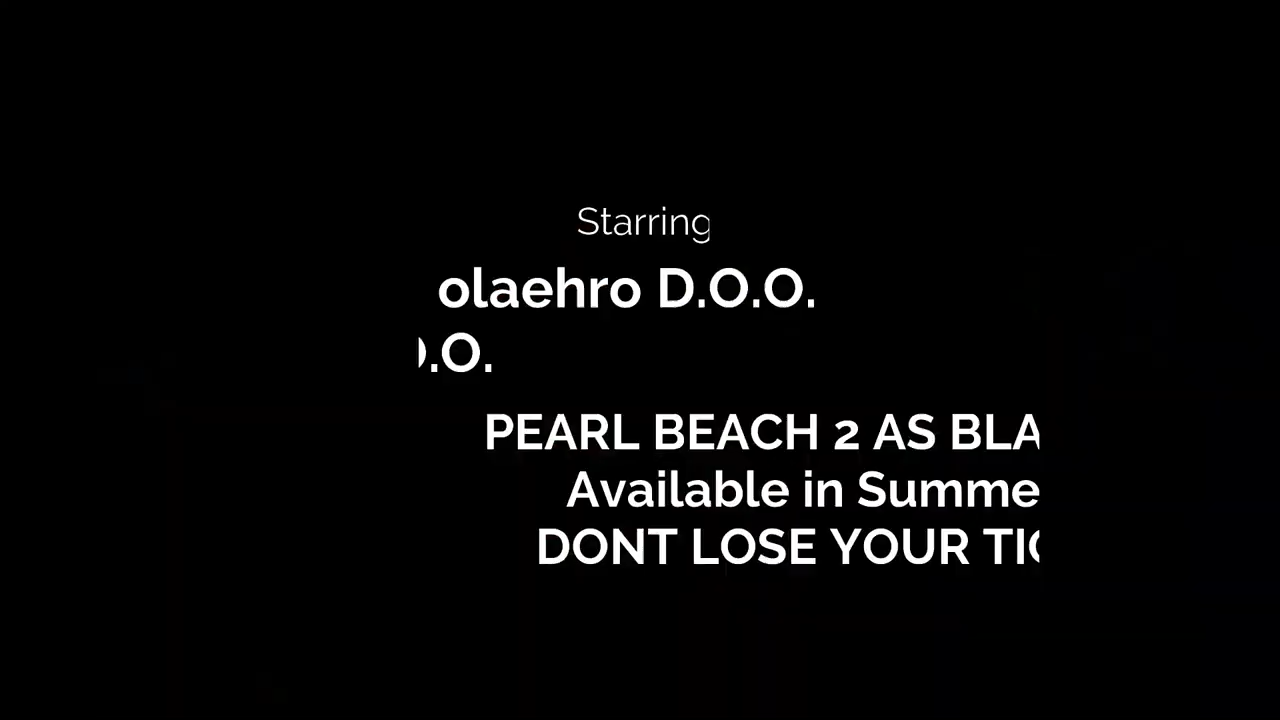 Starring
olaehro D.O.O.
.O.
PEARL BEACH 2 AS BLA
Available in Summe
DONT LOSE YOUR TI